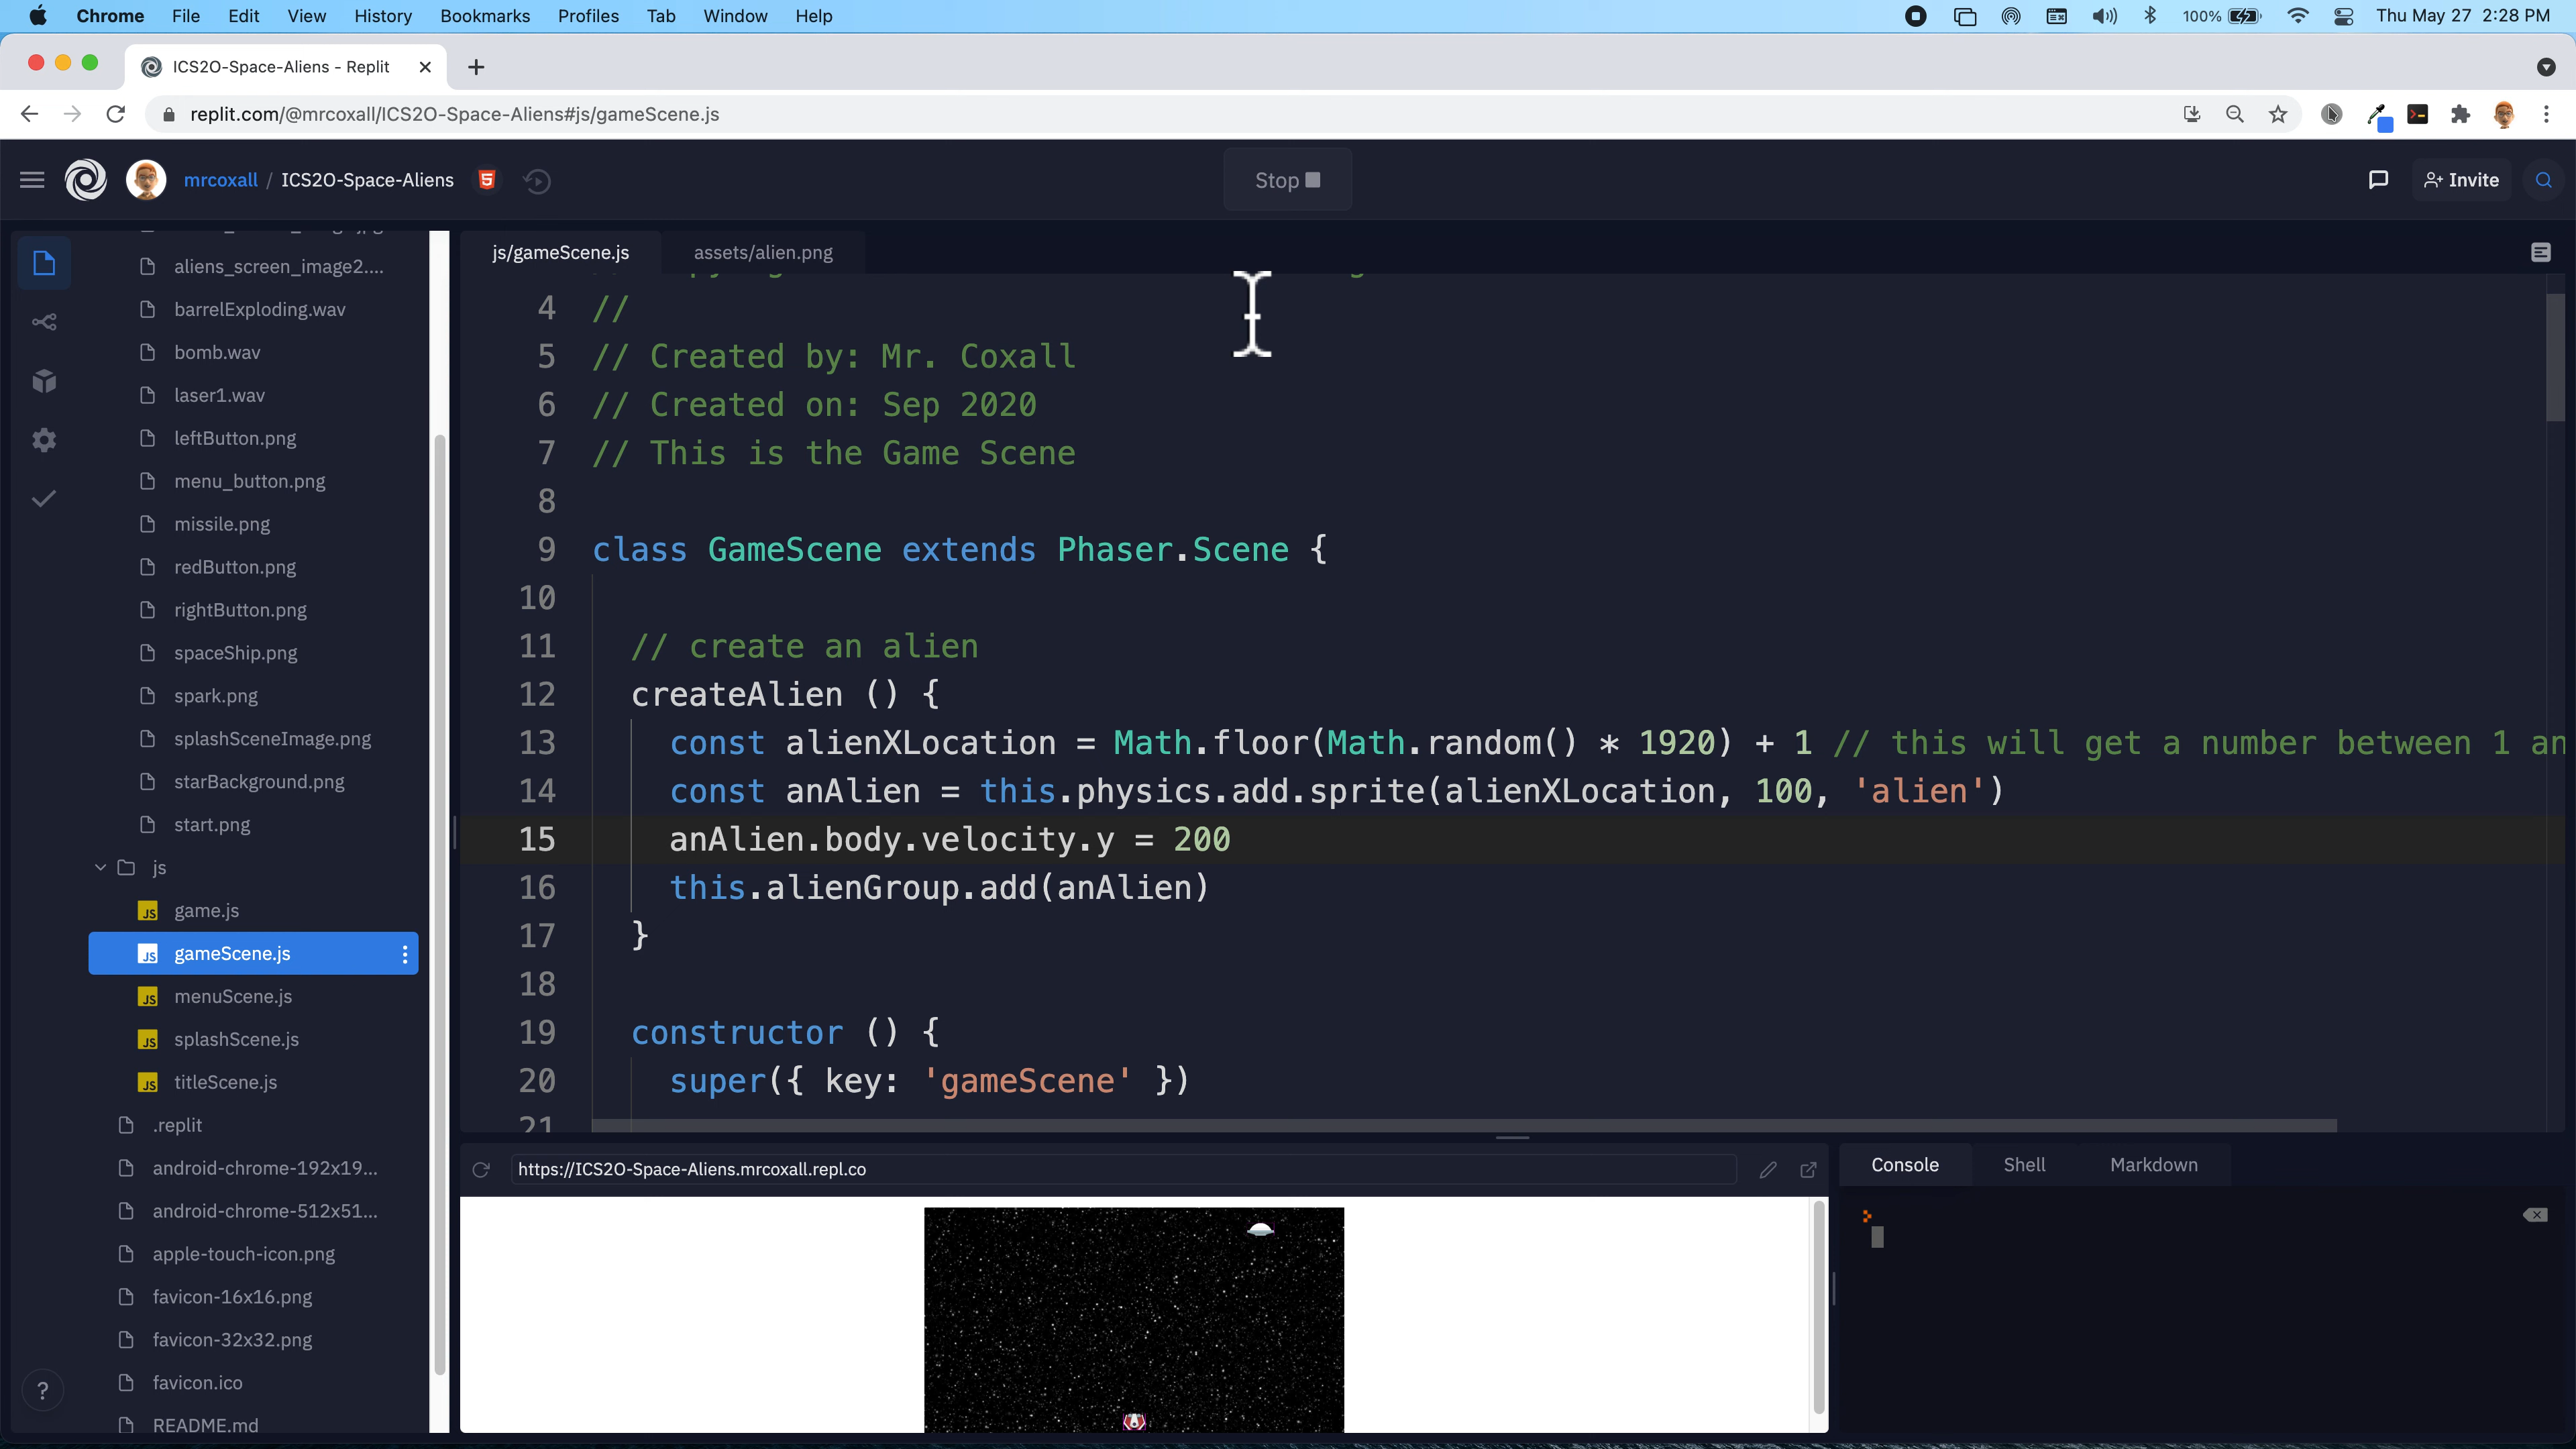 Chrome File Edit View History Bookmarks Profiles Tab Window Help 100% Thu May 27 2:28 PM
ICS2O-Space-Aliens - Replit
replit.com/@mrcoxall/ICS2O-Space-Aliens#js/gameScene.js
mrcoxall / ICS2O-Space-Aliens
Stop
Invite
aliens_screen_image2....
barrelExploding.wav
bomb.wav
laser1.wav
leftButton.png
menu_button.png
missile.png
redButton.png
rightButton.png
spaceShip.png
spark.png
splashSceneImage.png
starBackground.png
start.png
js
JS game.js
JS gameScene.js
JS menuScene.js
JS splashScene.js
JS titleScene.js
.replit
android-chrome-192x19...
android-chrome-512x51...
apple-touch-icon.png
favicon-16x16.png
favicon-32x32.png
favicon.ico
README.md
?
js/gameScene.js assets/alien.png
4 //
5 // Created by: Mr. Coxall
6 // Created on: Sep 2020
7 // This is the Game Scene
8
9 class GameScene extends Phaser.Scene {
10
11 // create an alien
12 createAlien () {
13 const alienXLocation = Math.floor(Math.random() * 1920) + 1 // this will get a number between 1 an
14 const anAlien = this.physics.add.sprite(alienXLocation, 100, 'alien')
15 anAlien.body.velocity.y = 200
16 this.alienGroup.add(anAlien)
17 }
18
19 constructor () {
20 super({ key: 'gameScene' })
21
https://ICS2O-Space-Aliens.mrcoxall.repl.co
Console Shell Markdown